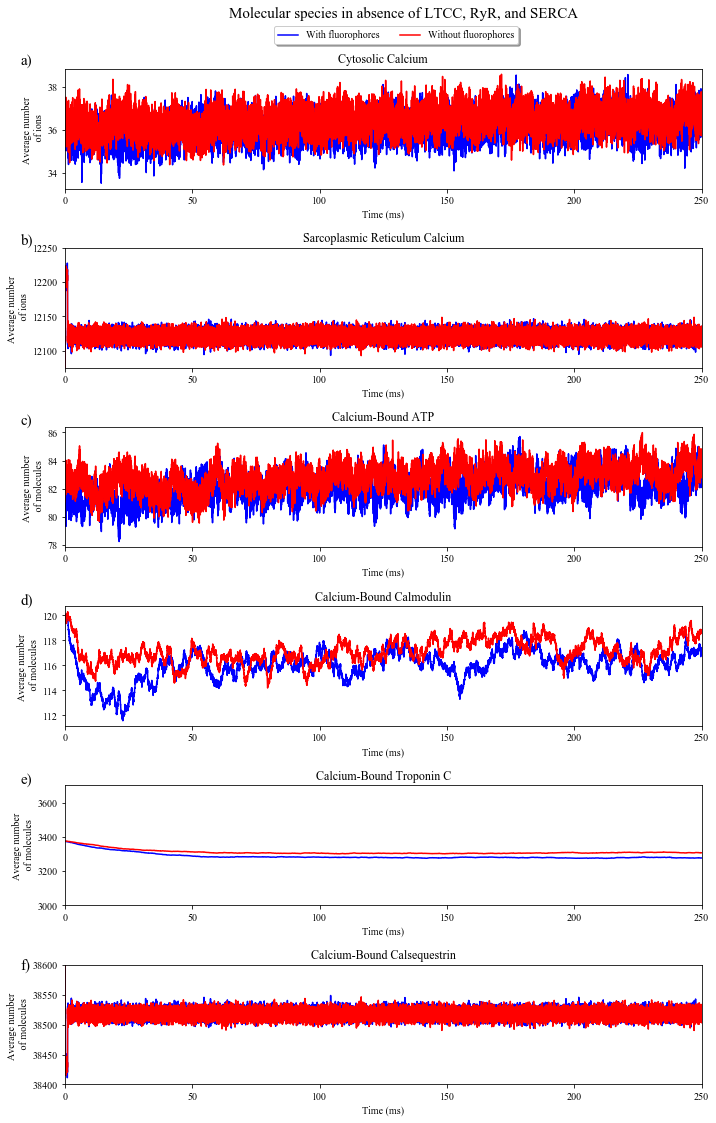 Molecular species in absence of LTCC, RyR, and SERCA
With fluorophores Without fluorophores
a)
Cytosolic Calcium
Average number
of ions
38
36
34
0 50 100 150 200 250
Time (ms)
b)
Sarcoplasmic Reticulum Calcium
Average number
of ions
12250
12200
12150
12100
0 50 100 150 200 250
Time (ms)
c)
Calcium-Bound ATP
Average number
of molecules
86
84
82
80
78
0 50 100 150 200 250
Time (ms)
d)
Calcium-Bound Calmodulin
Average number
of molecules
120
118
116
114
112
0 50 100 150 200 250
Time (ms)
e)
Calcium-Bound Troponin C
Average number
of molecules
3600
3400
3200
3000
0 50 100 150 200 250
Time (ms)
f)
Calcium-Bound Calsequestrin
Average number
of molecules
38600
38550
38500
38450
38400
0 50 100 150 200 250
Time (ms)